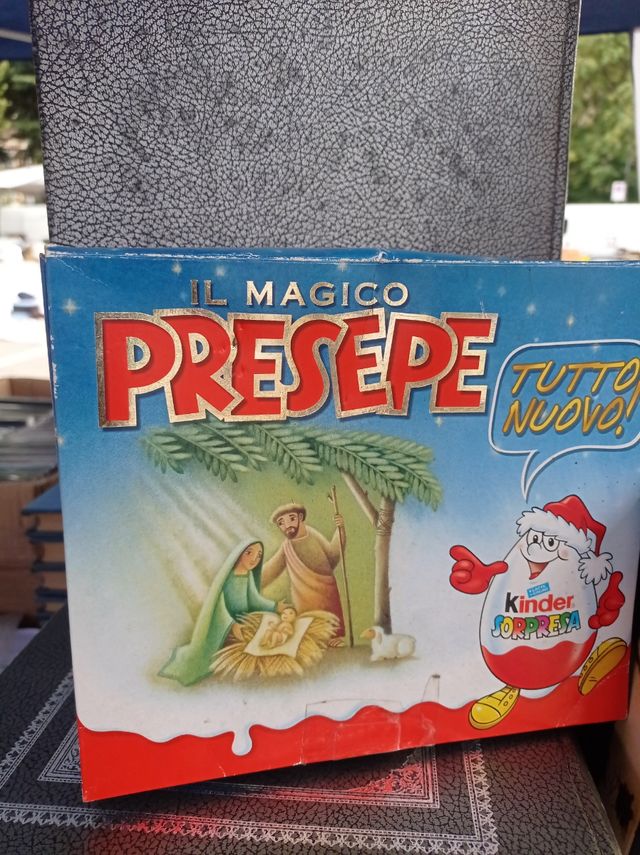 IL MAGICO
PRESEPE
TUTTO
NUOVO!
Kinder
SORPRESA